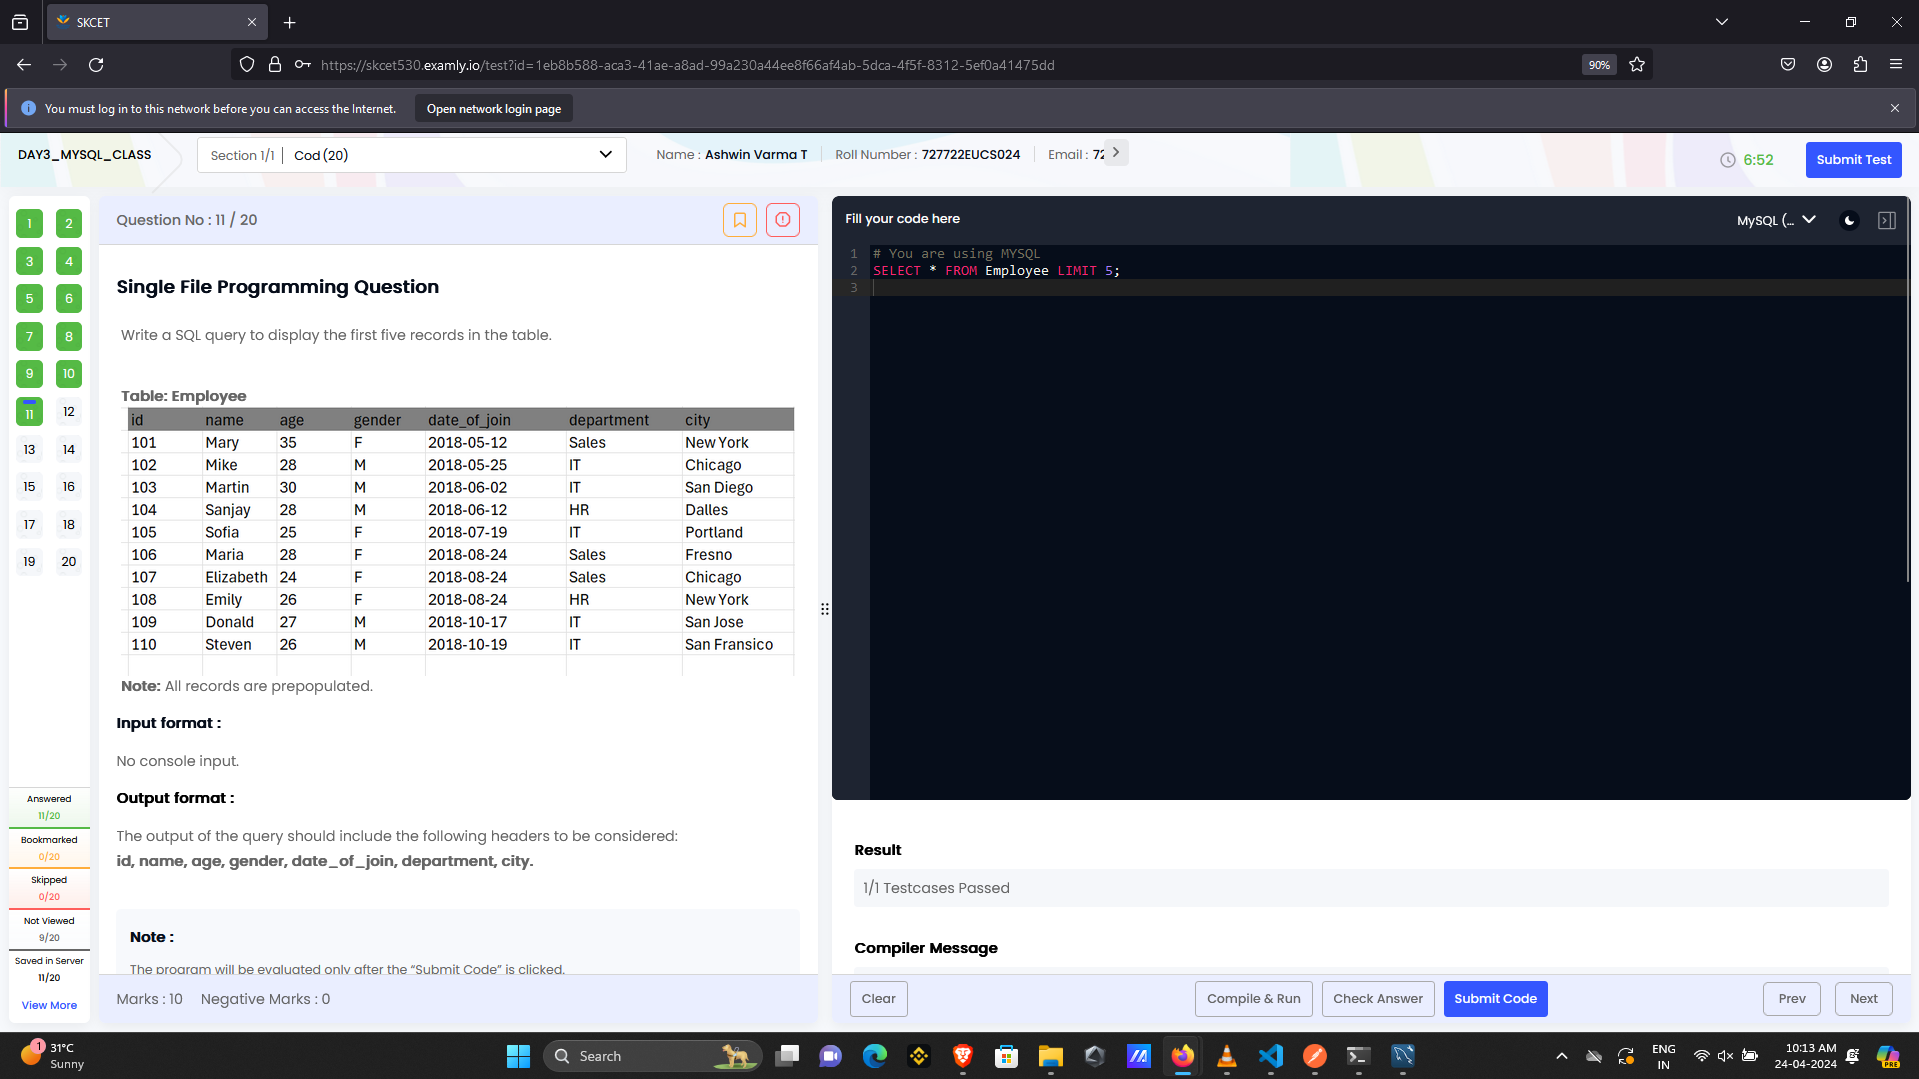 SKCET
https://skcet530.examly.io/test?id=1eb8b588-aca3-41ae-a8ad-99a230a44ee8f66af4ab-5dca-4f5f-8312-5ef0a41475dd
90%
You must log in to this network before you can access the Internet.
Open network login page
DAY3_MYSQL_CLASS
Section 1/1 | Cod (20)
Name : Ashwin Varma T
Roll Number : 727722EUCS024
Email : 72
6:52
Submit Test
1 2
3 4
5 6
7 8
9 10
11 12
13 14
15 16
17 18
19 20
Answered
11/20
Bookmarked
0/20
Skipped
0/20
Not Viewed
9/20
Saved in Server
11/20
View More
Question No : 11 / 20
Single File Programming Question
Write a SQL query to display the first five records in the table.
Table: Employee
id name age gender date_of_join department city
101 Mary 35 F 2018-05-12 Sales New York
102 Mike 28 M 2018-05-25 IT Chicago
103 Martin 30 M 2018-06-02 IT San Diego
104 Sanjay 28 M 2018-06-12 HR Dalles
105 Sofia 25 F 2018-07-19 IT Portland
106 Maria 28 F 2018-08-24 Sales Fresno
107 Elizabeth 24 F 2018-08-24 Sales Chicago
108 Emily 26 F 2018-08-24 HR New York
109 Donald 27 M 2018-10-17 IT San Jose
110 Steven 26 M 2018-10-19 IT San Fransico
Note: All records are prepopulated.
Input format :
No console input.
Output format :
The output of the query should include the following headers to be considered:
id, name, age, gender, date_of_join, department, city.
Note :
The program will be evaluated only after the “Submit Code” is clicked.
Marks : 10 Negative Marks : 0
Fill your code here
MySQL (...
1 # You are using MYSQL
2 SELECT * FROM Employee LIMIT 5;
3
Result
1/1 Testcases Passed
Compiler Message
Clear
Compile & Run
Check Answer
Submit Code
Prev
Next
1
31°C
Sunny
Search
ENG
IN
10:13 AM
24-04-2024
PRE